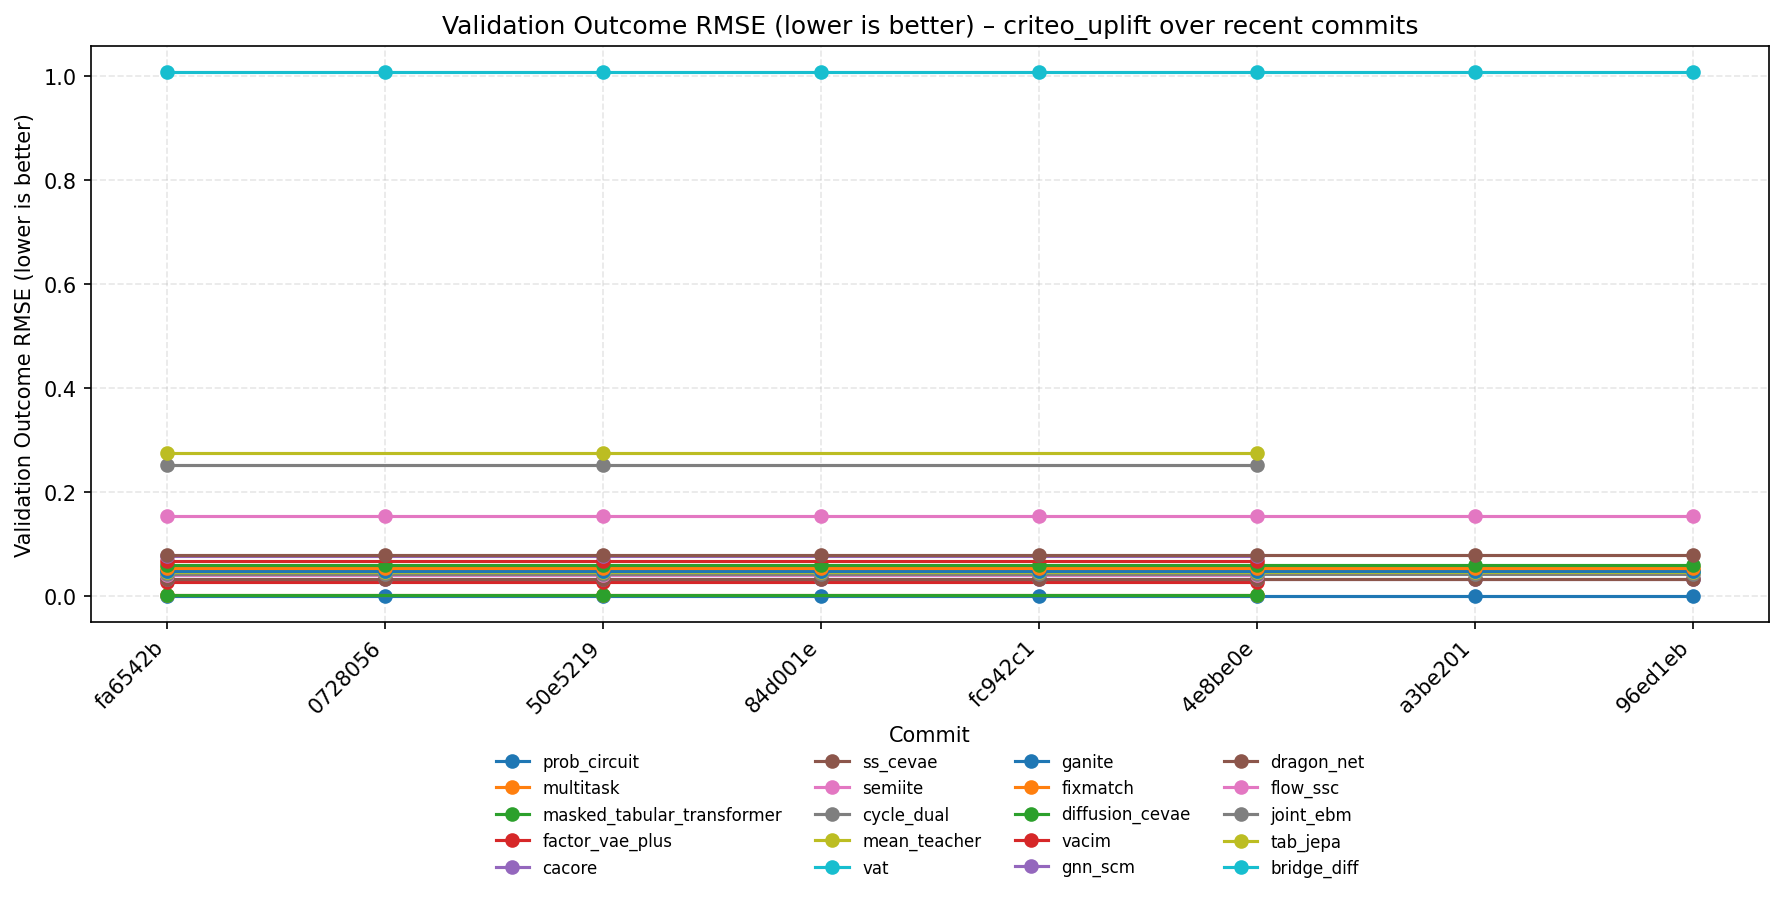 Validation Outcome RMSE (lower is better) – criteo_uplift over recent commits
Validation Outcome RMSE (lower is better)
1.0
0.8
0.6
0.4
0.2
0.0
fa6542b
0728056
50e5219
84d001e
fc942c1
4e8be0e
a3be201
96ed1eb
Commit
prob_circuit
multitask
masked_tabular_transformer
factor_vae_plus
cacore
ss_cevae
semiite
cycle_dual
mean_teacher
vat
ganite
fixmatch
diffusion_cevae
vacim
gnn_scm
dragon_net
flow_ssc
joint_ebm
tab_jepa
bridge_diff